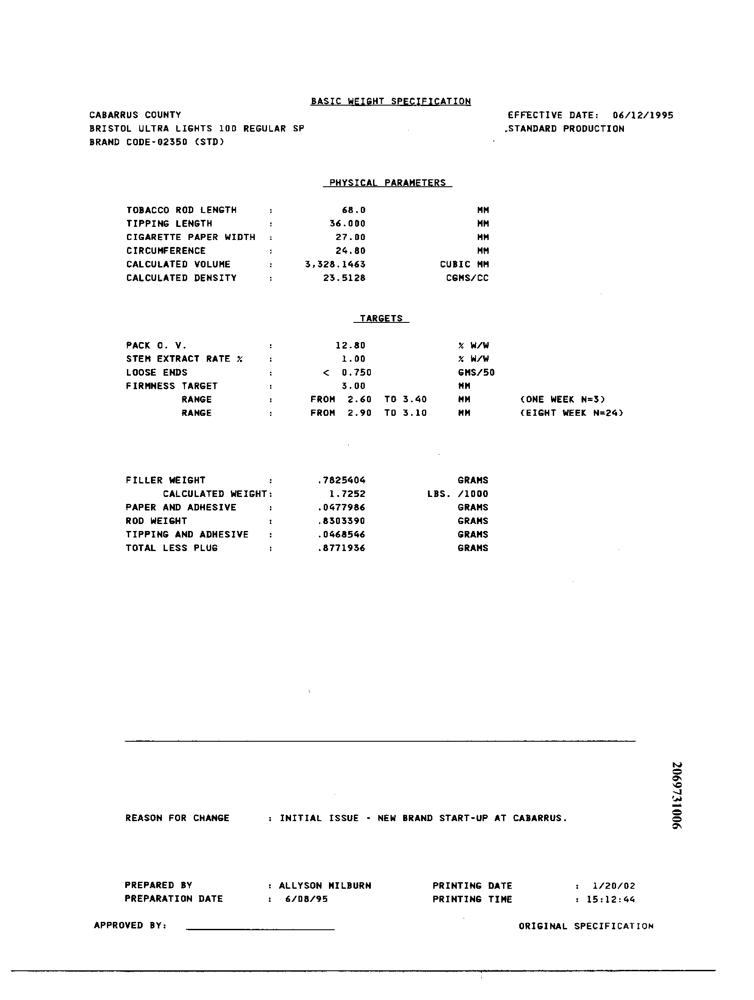 BASIC WEIGHT SPECIFICATION
CABARRUS COUNTY EFFECTIVE DATE: 06/12/1995
BRISTOL ULTRA LIGHTS 100 REGULAR SP ,STANDARD PRODUCTION
BRAND CODE-02350 (STD)
PHYSICAL PARAMETERS
TOBACCO ROD LENGTH : 68.0 MM
TIPPING LENGTH : 36.000 MM
CIGARETTE PAPER WIDTH : 27.00 MM
CIRCUMFERENCE : 24.80 MM
CALCULATED VOLUME : 3,328.1463 CUBIC MM
CALCULATED DENSITY : 23.5128 CGMS/CC
TARGETS
PACK O. V. : 12.80 % W/W
STEM EXTRACT RATE % : 1.00 % W/W
LOOSE ENDS : < 0.750 GMS/50
FIRMNESS TARGET : 3.00 MM
RANGE : FROM 2.60 TO 3.40 MM (ONE WEEK N=3)
RANGE : FROM 2.90 TO 3.10 MM (EIGHT WEEK N=24)
FILLER WEIGHT : .7825404 GRAMS
CALCULATED WEIGHT: 1.7252 LBS. /1000
PAPER AND ADHESIVE : .0477986 GRAMS
ROD WEIGHT : .8303390 GRAMS
TIPPING AND ADHESIVE : .0468546 GRAMS
TOTAL LESS PLUG : .8771936 GRAMS
2069731006
REASON FOR CHANGE : INITIAL ISSUE - NEW BRAND START-UP AT CABARRUS.
PREPARED BY : ALLYSON MILBURN PRINTING DATE : 1/20/02
PREPARATION DATE : 6/08/95 PRINTING TIME : 15:12:44
APPROVED BY: ORIGINAL SPECIFICATION